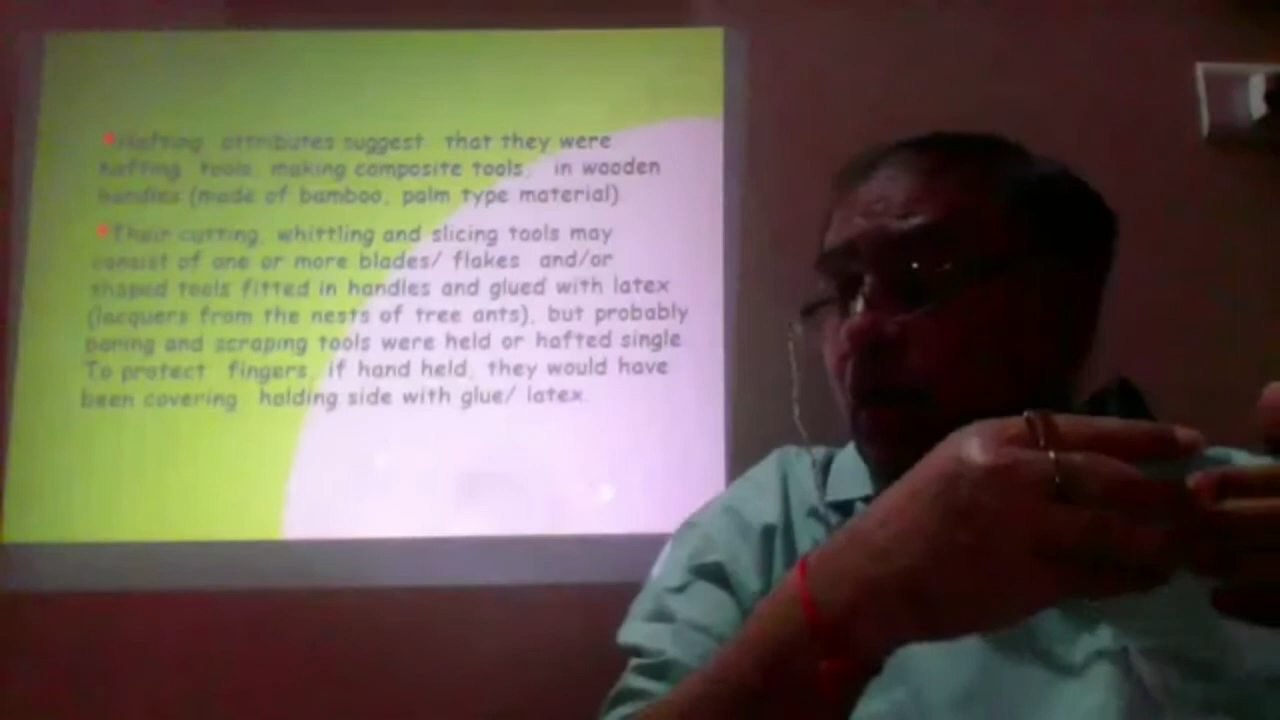 Hafting attributes suggest that they were
hafting tools, making composite tools, in wooden
handles (made of bamboo, palm type material)
Their cutting, whittling and slicing tools may
consist of one or more blades/ flakes and/or
shaped tools fitted in handles and glued with latex
(lacquers from the nests of tree ants), but probably
boring and scraping tools were held or hafted single
To protect fingers, if hand held, they would have
been covering holding side with glue/ latex.